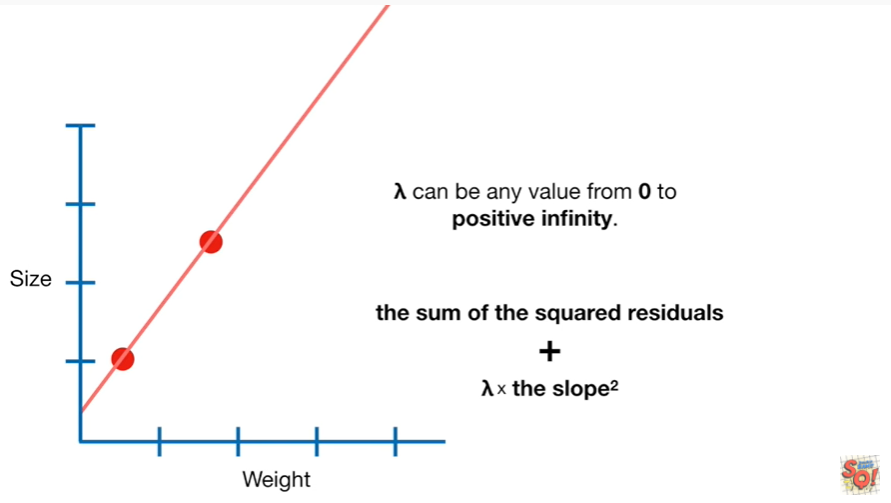 λ can be any value from 0 to
positive infinity.
Size
the sum of the squared residuals
+
λ x the slope²
Weight
SO!